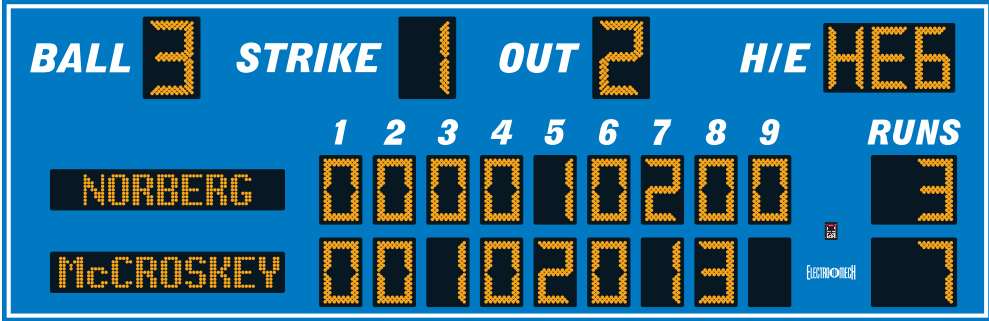 BALL 3 STRIKE 1 OUT 2 H/E HE6
1 2 3 4 5 6 7 8 9 RUNS
NORBERG 0 0 0 0 1 0 2 0 0 3
McCROSKEY 0 0 1 0 2 0 1 3 7
ELECTRO-MECH